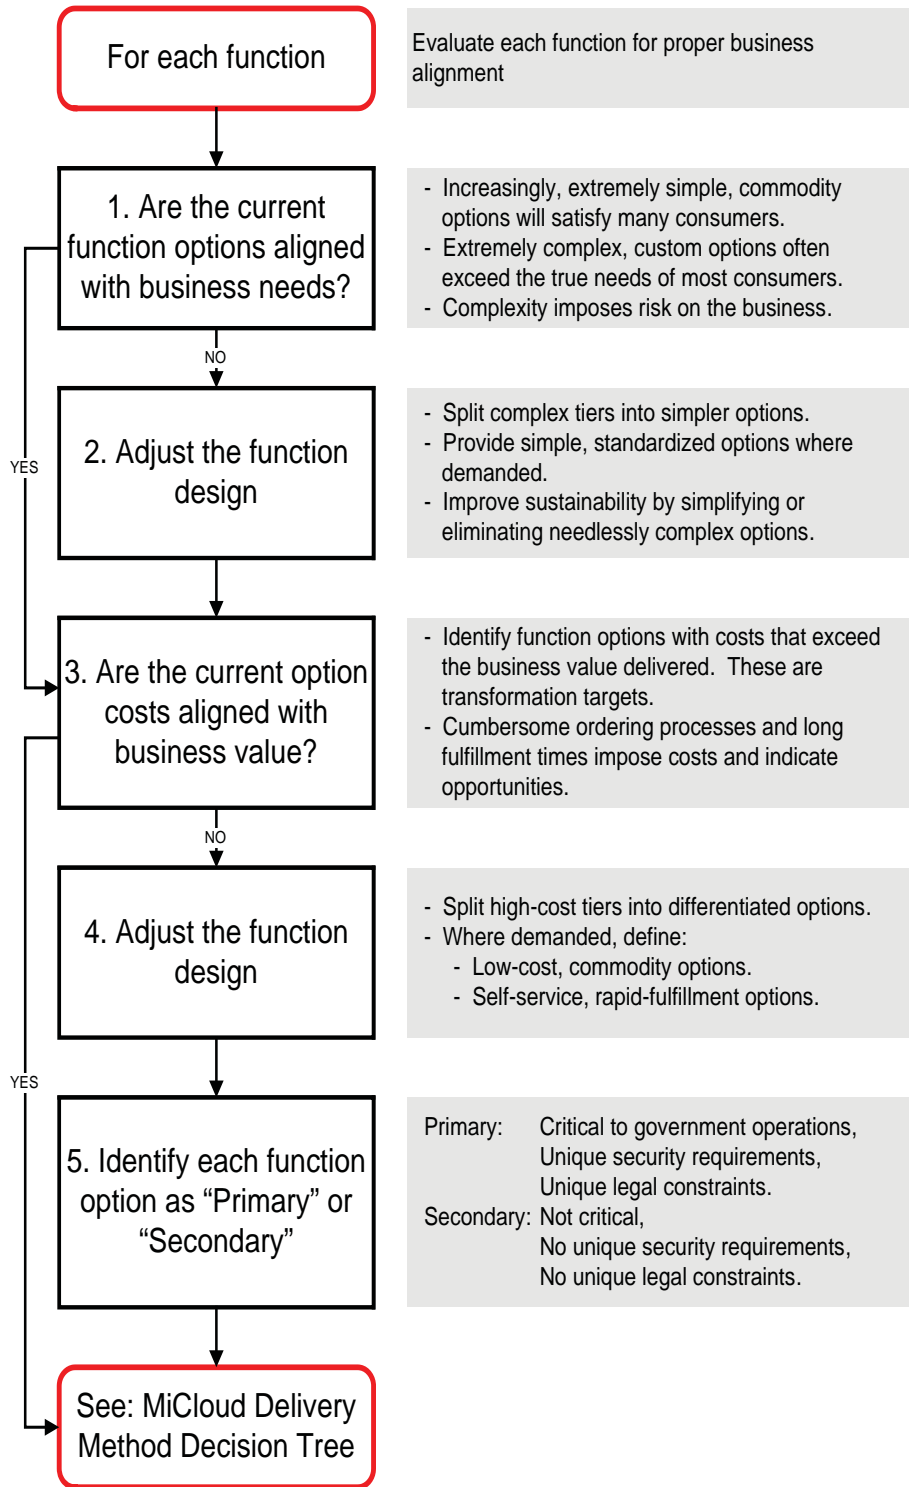 For each function
Evaluate each function for proper business
alignment
1. Are the current
function options aligned
with business needs?
- Increasingly, extremely simple, commodity
options will satisfy many consumers.
- Extremely complex, custom options often
exceed the true needs of most consumers.
- Complexity imposes risk on the business.
NO
YES
2. Adjust the function
design
- Split complex tiers into simpler options.
- Provide simple, standardized options where
demanded.
- Improve sustainability by simplifying or
eliminating needlessly complex options.
3. Are the current option
costs aligned with
business value?
- Identify function options with costs that exceed
the business value delivered.  These are
transformation targets.
- Cumbersome ordering processes and long
fulfillment times impose costs and indicate
opportunities.
NO
4. Adjust the function
design
- Split high-cost tiers into differentiated options.
- Where demanded, define:
- Low-cost, commodity options.
- Self-service, rapid-fulfillment options.
YES
5. Identify each function
option as “Primary” or
“Secondary”
Primary: Critical to government operations,
Unique security requirements,
Unique legal constraints.
Secondary: Not critical,
No unique security requirements,
No unique legal constraints.
See: MiCloud Delivery
Method Decision Tree